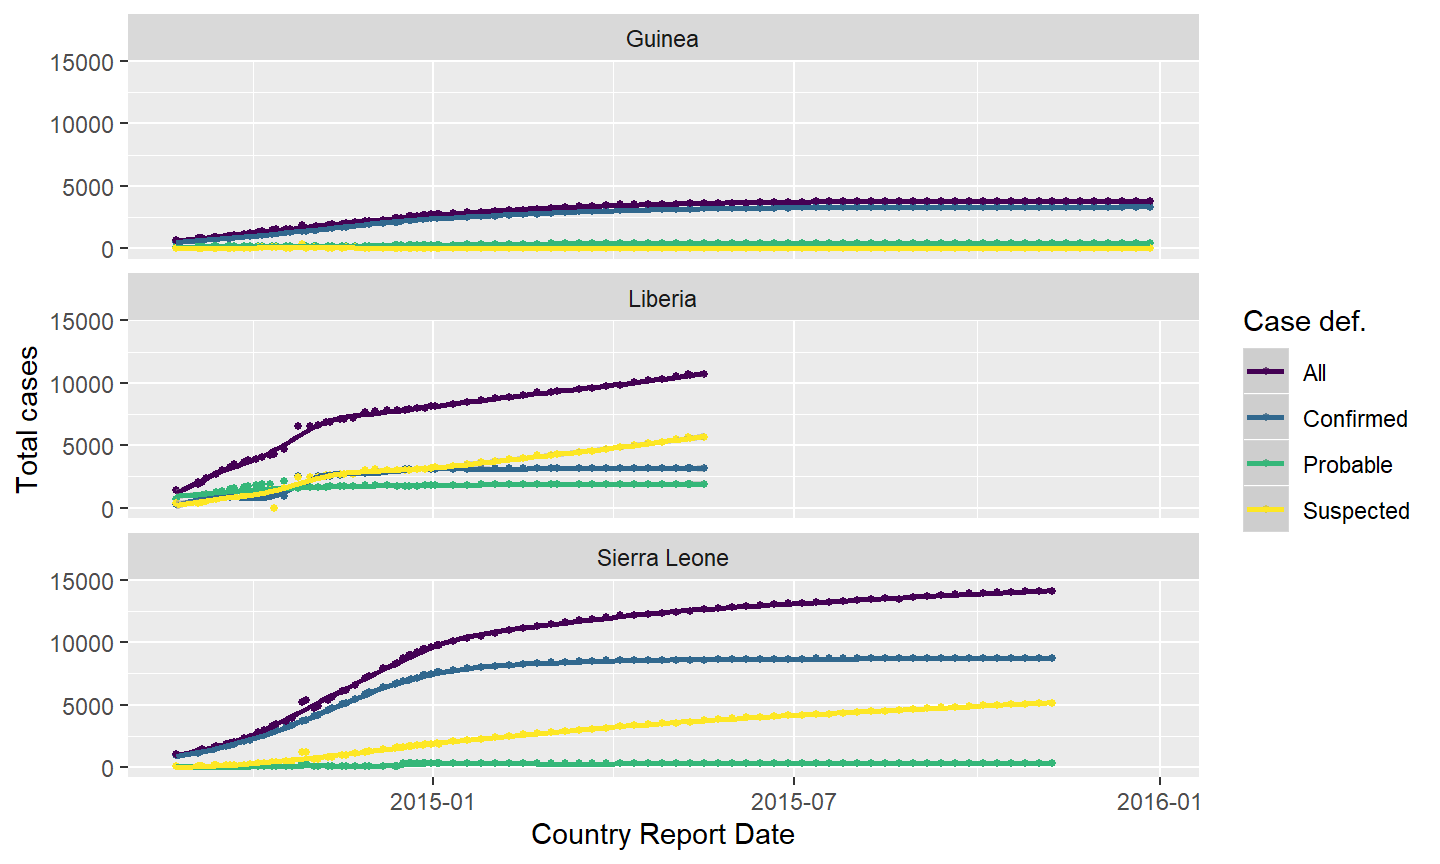 Guinea
15000
10000
5000
0
Liberia
15000
10000
5000
0
Sierra Leone
15000
10000
5000
0
2015-01
2015-07
2016-01
Country Report Date
Total cases
Case def.
All
Confirmed
Probable
Suspected